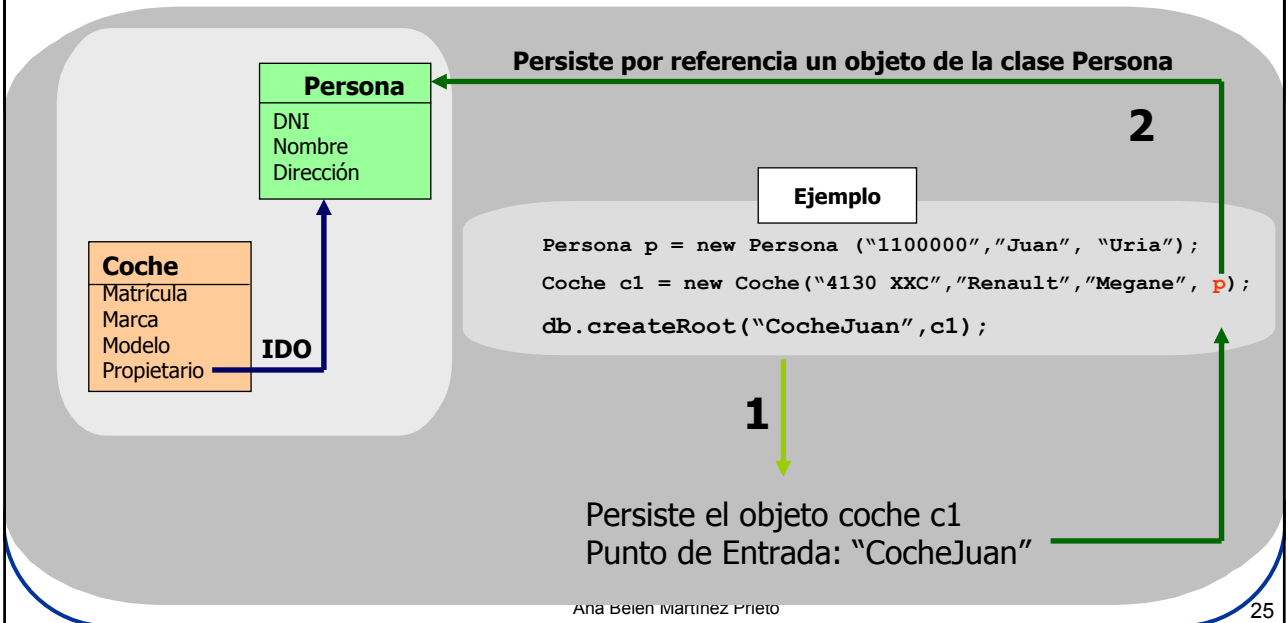 Persiste por referencia un objeto de la clase Persona
Persona
DNI
Nombre
Dirección
2
Ejemplo
Persona p = new Persona (“1100000”,”Juan”, “Uria”);
Coche c1 = new Coche(“4130 XXC”,”Renault”,”Megane”, p);
db.createRoot(“CocheJuan”,c1);
Coche
Matrícula
Marca
Modelo
Propietario
IDO
1
Persiste el objeto coche c1
Punto de Entrada: “CocheJuan”
Ana Belén Martínez Prieto
25